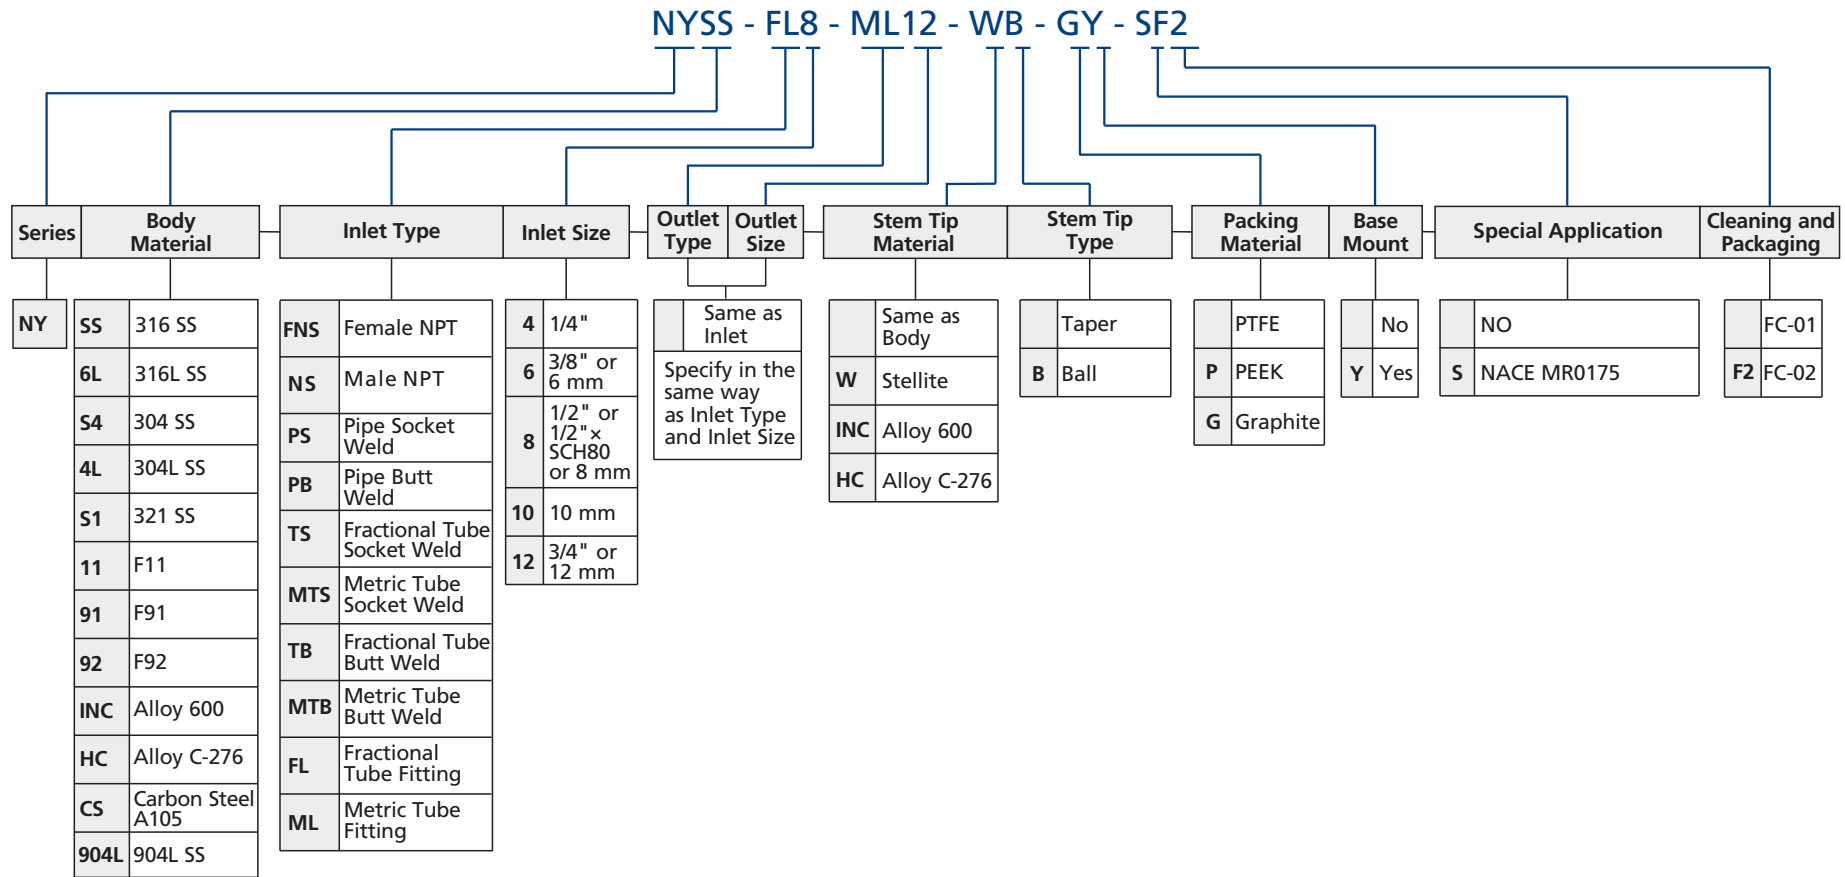 NYSS - FL8 - ML12 - WB - GY - SF2
Series
Body
Material
Inlet Type
Inlet Size
Outlet
Type
Outlet
Size
Stem Tip
Material
Stem Tip
Type
Packing
Material
Base
Mount
Special Application
Cleaning and
Packaging
NY
SS 316 SS
6L 316L SS
S4 304 SS
4L 304L SS
S1 321 SS
11 F11
91 F91
92 F92
INC Alloy 600
HC Alloy C-276
CS Carbon Steel
A105
904L 904L SS
FNS Female NPT
NS Male NPT
PS Pipe Socket
Weld
PB Pipe Butt
Weld
TS Fractional Tube
Socket Weld
MTS Metric Tube
Socket Weld
TB Fractional Tube
Butt Weld
MTB Metric Tube
Butt Weld
FL Fractional
Tube Fitting
ML Metric Tube
Fitting
4 1/4"
6 3/8" or
6 mm
8 1/2" or
1/2"×
SCH80
or 8 mm
10 10 mm
12 3/4" or
12 mm
Same as
Inlet
Specify in the
same way
as Inlet Type
and Inlet Size
Same as
Body
W Stellite
INC Alloy 600
HC Alloy C-276
Taper
B Ball
PTFE
P PEEK
G Graphite
No
Y Yes
NO
S NACE MR0175
FC-01
F2 FC-02